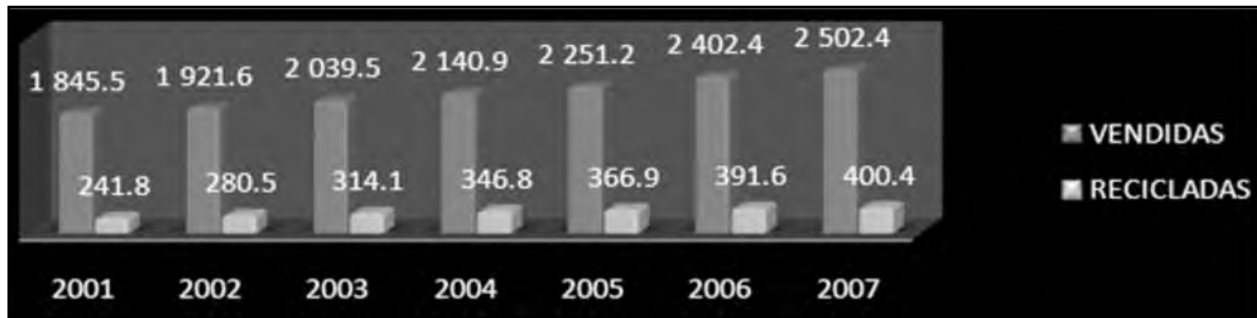 1 845.5 1 921.6 2 039.5 2 140.9 2 251.2 2 402.4 2 502.4
VENDIDAS
241.8 280.5 314.1 346.8 366.9 391.6 400.4
RECICLADAS
2001 2002 2003 2004 2005 2006 2007